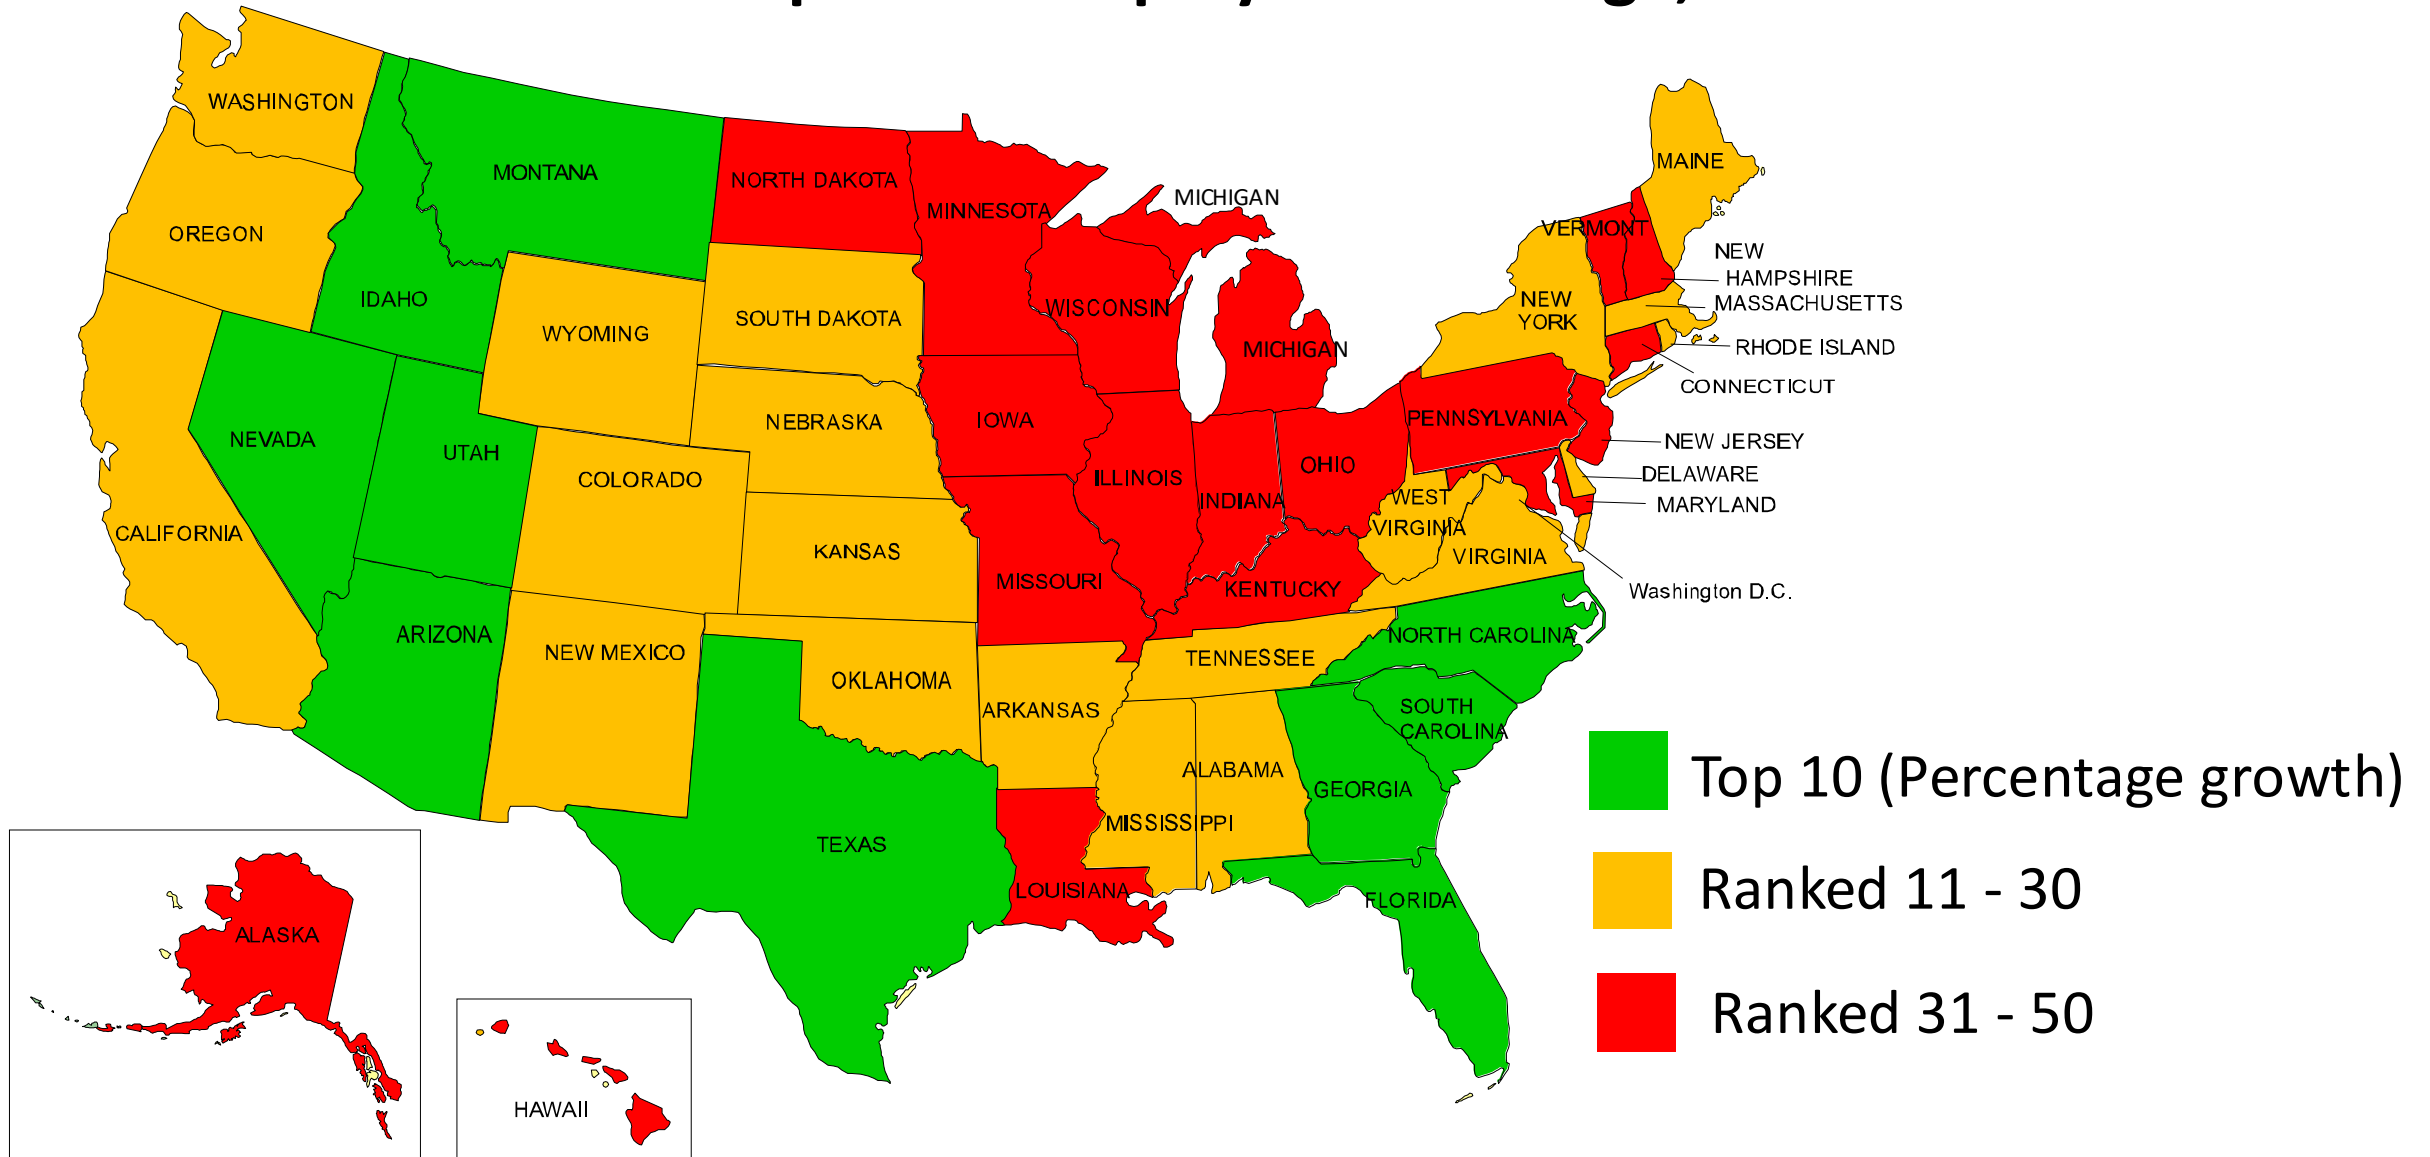 WASHINGTON
OREGON
CALIFORNIA
IDAHO
MONTANA
NEVADA
UTAH
ARIZONA
WYOMING
COLORADO
NEW MEXICO
NORTH DAKOTA
SOUTH DAKOTA
NEBRASKA
KANSAS
OKLAHOMA
TEXAS
MINNESOTA
IOWA
MISSOURI
ARKANSAS
LOUISIANA
WISCONSIN
ILLINOIS
MICHIGAN
MICHIGAN
INDIANA
OHIO
KENTUCKY
TENNESSEE
MISSISSIPPI
ALABAMA
GEORGIA
FLORIDA
SOUTH
CAROLINA
NORTH CAROLINA
VIRGINIA
WEST
VIRGINIA
PENNSYLVANIA
NEW
YORK
VERMONT
MAINE
NEW
HAMPSHIRE
MASSACHUSETTS
RHODE ISLAND
CONNECTICUT
NEW JERSEY
DELAWARE
MARYLAND
Washington D.C.
ALASKA
HAWAII
Top 10 (Percentage growth)
Ranked 11 - 30
Ranked 31 - 50